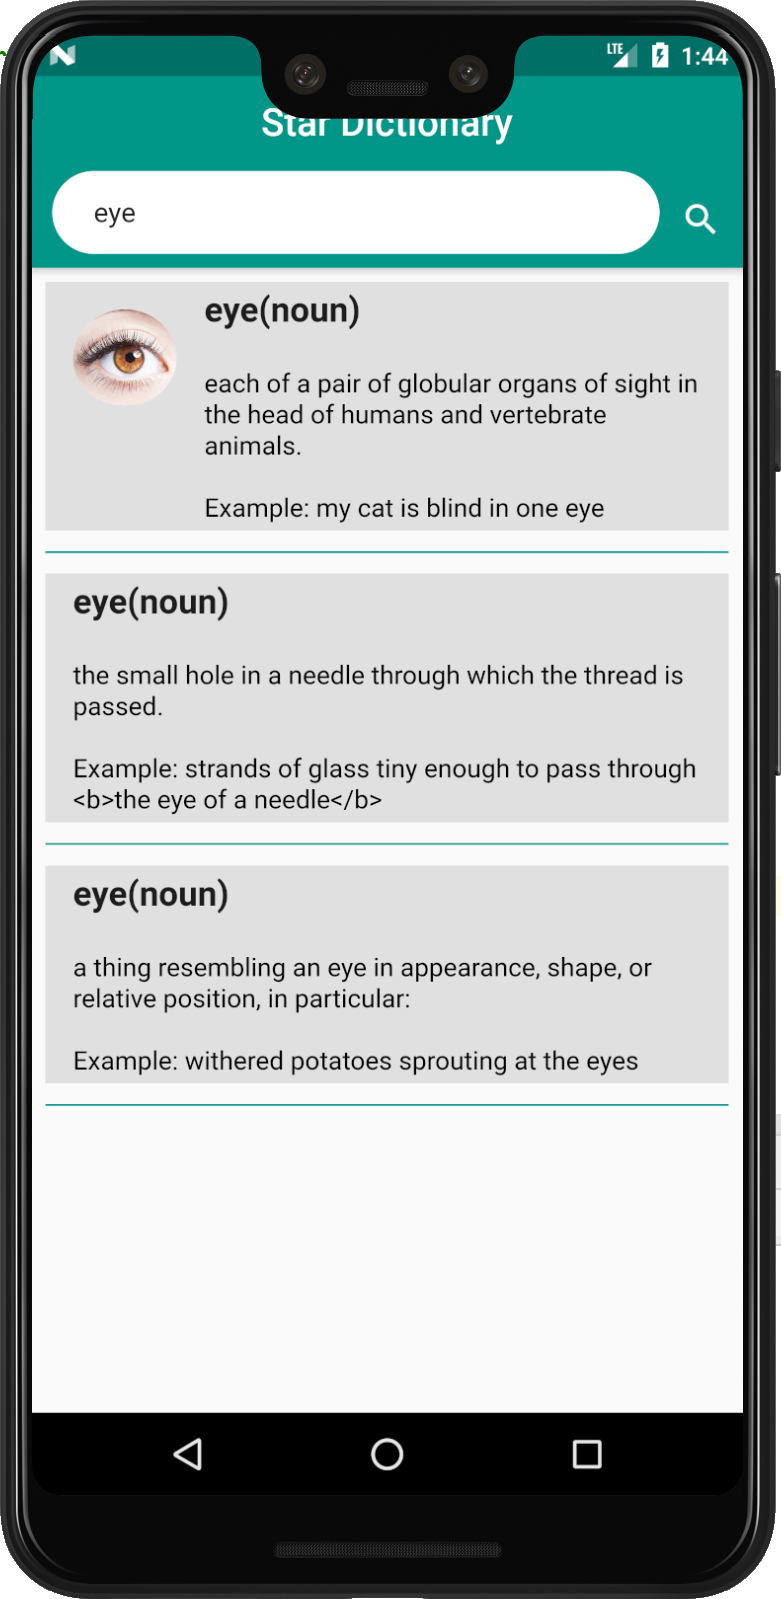 LTE 1:44
Star Dictionary
eye
eye(noun)
each of a pair of globular organs of sight in
the head of humans and vertebrate
animals.
Example: my cat is blind in one eye
eye(noun)
the small hole in a needle through which the thread is
passed.
Example: strands of glass tiny enough to pass through
<b>the eye of a needle</b>
eye(noun)
a thing resembling an eye in appearance, shape, or
relative position, in particular:
Example: withered potatoes sprouting at the eyes